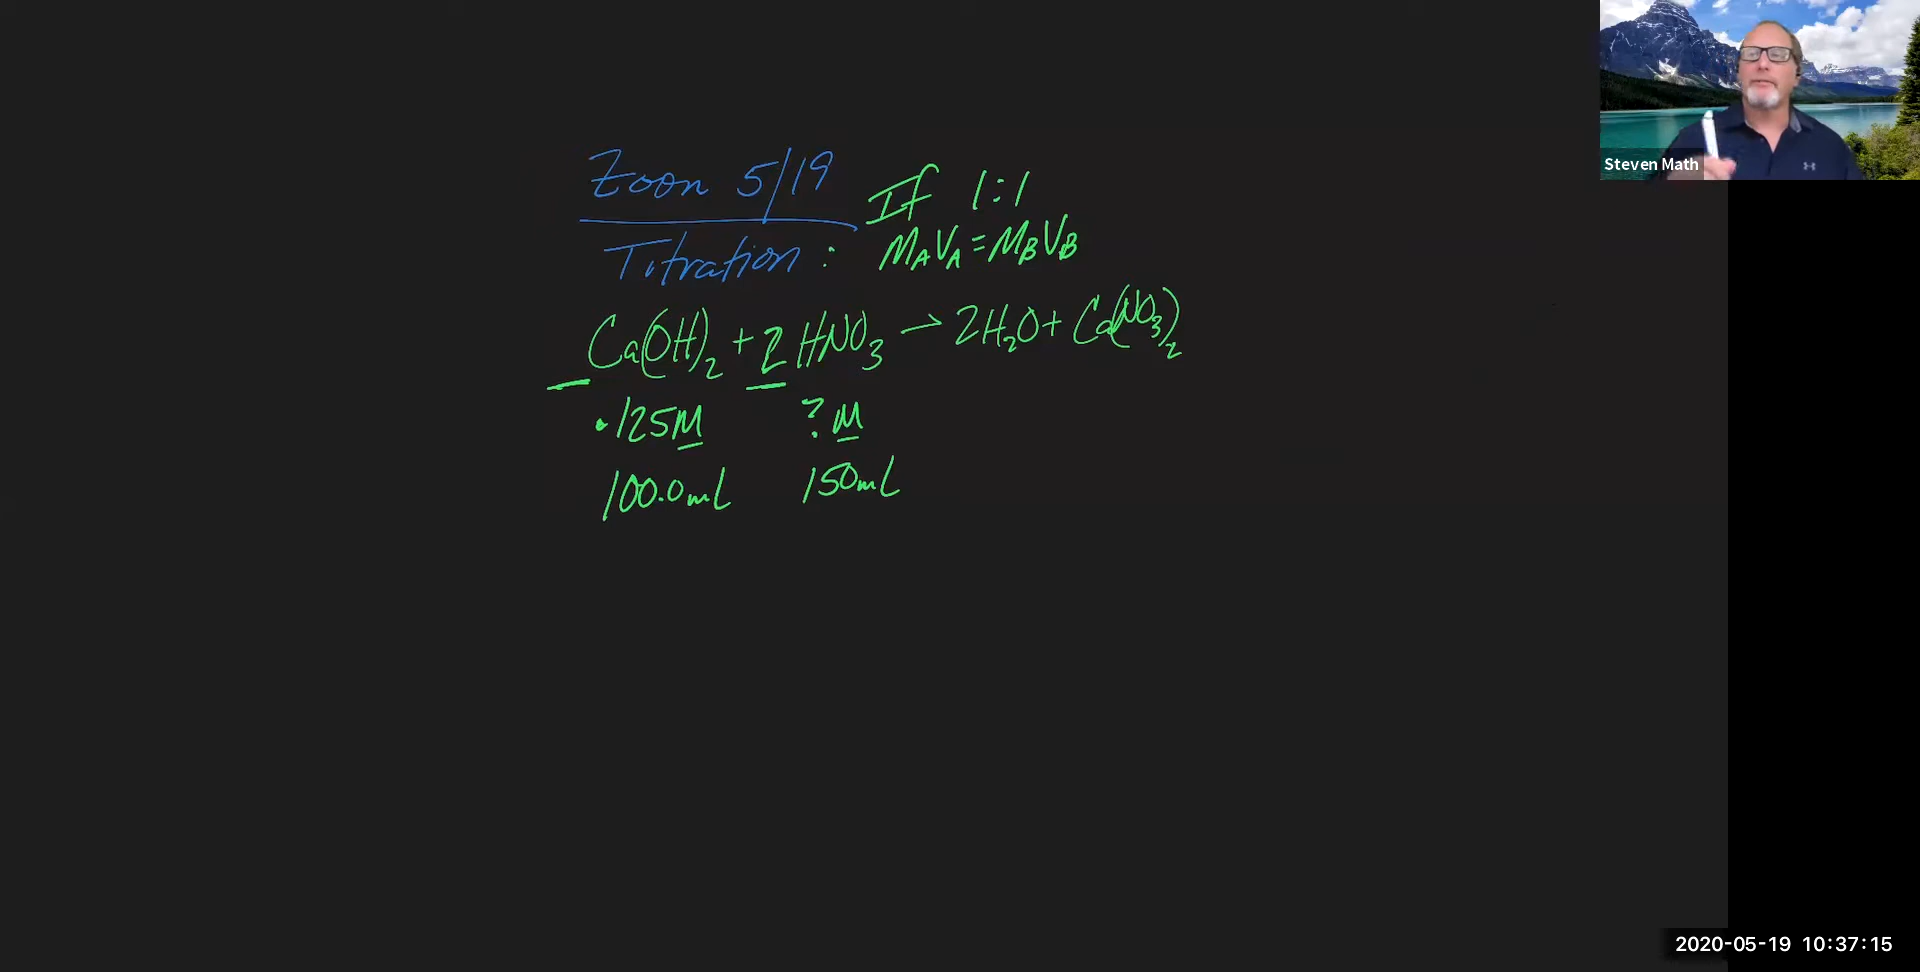 Zoon 5/19
If 1:1
Titration: MAVA=MBVB
Ca(OH)2 + 2 HNO3 → 2H2O + Ca(NO3)2
.125M ? M
100.0mL 150mL
Steven Math
2020-05-19 10:37:15